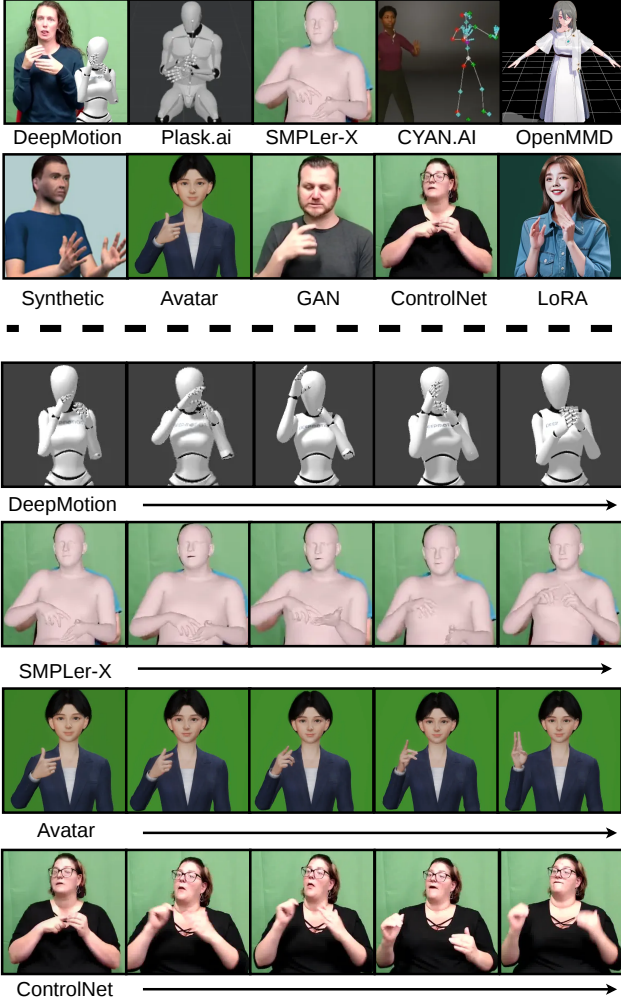 DeepMotion Plask.ai SMPLer-X CYAN.AI OpenMMD
Synthetic Avatar GAN ControlNet LoRA
DeepMotion
SMPLer-X
Avatar
ControlNet